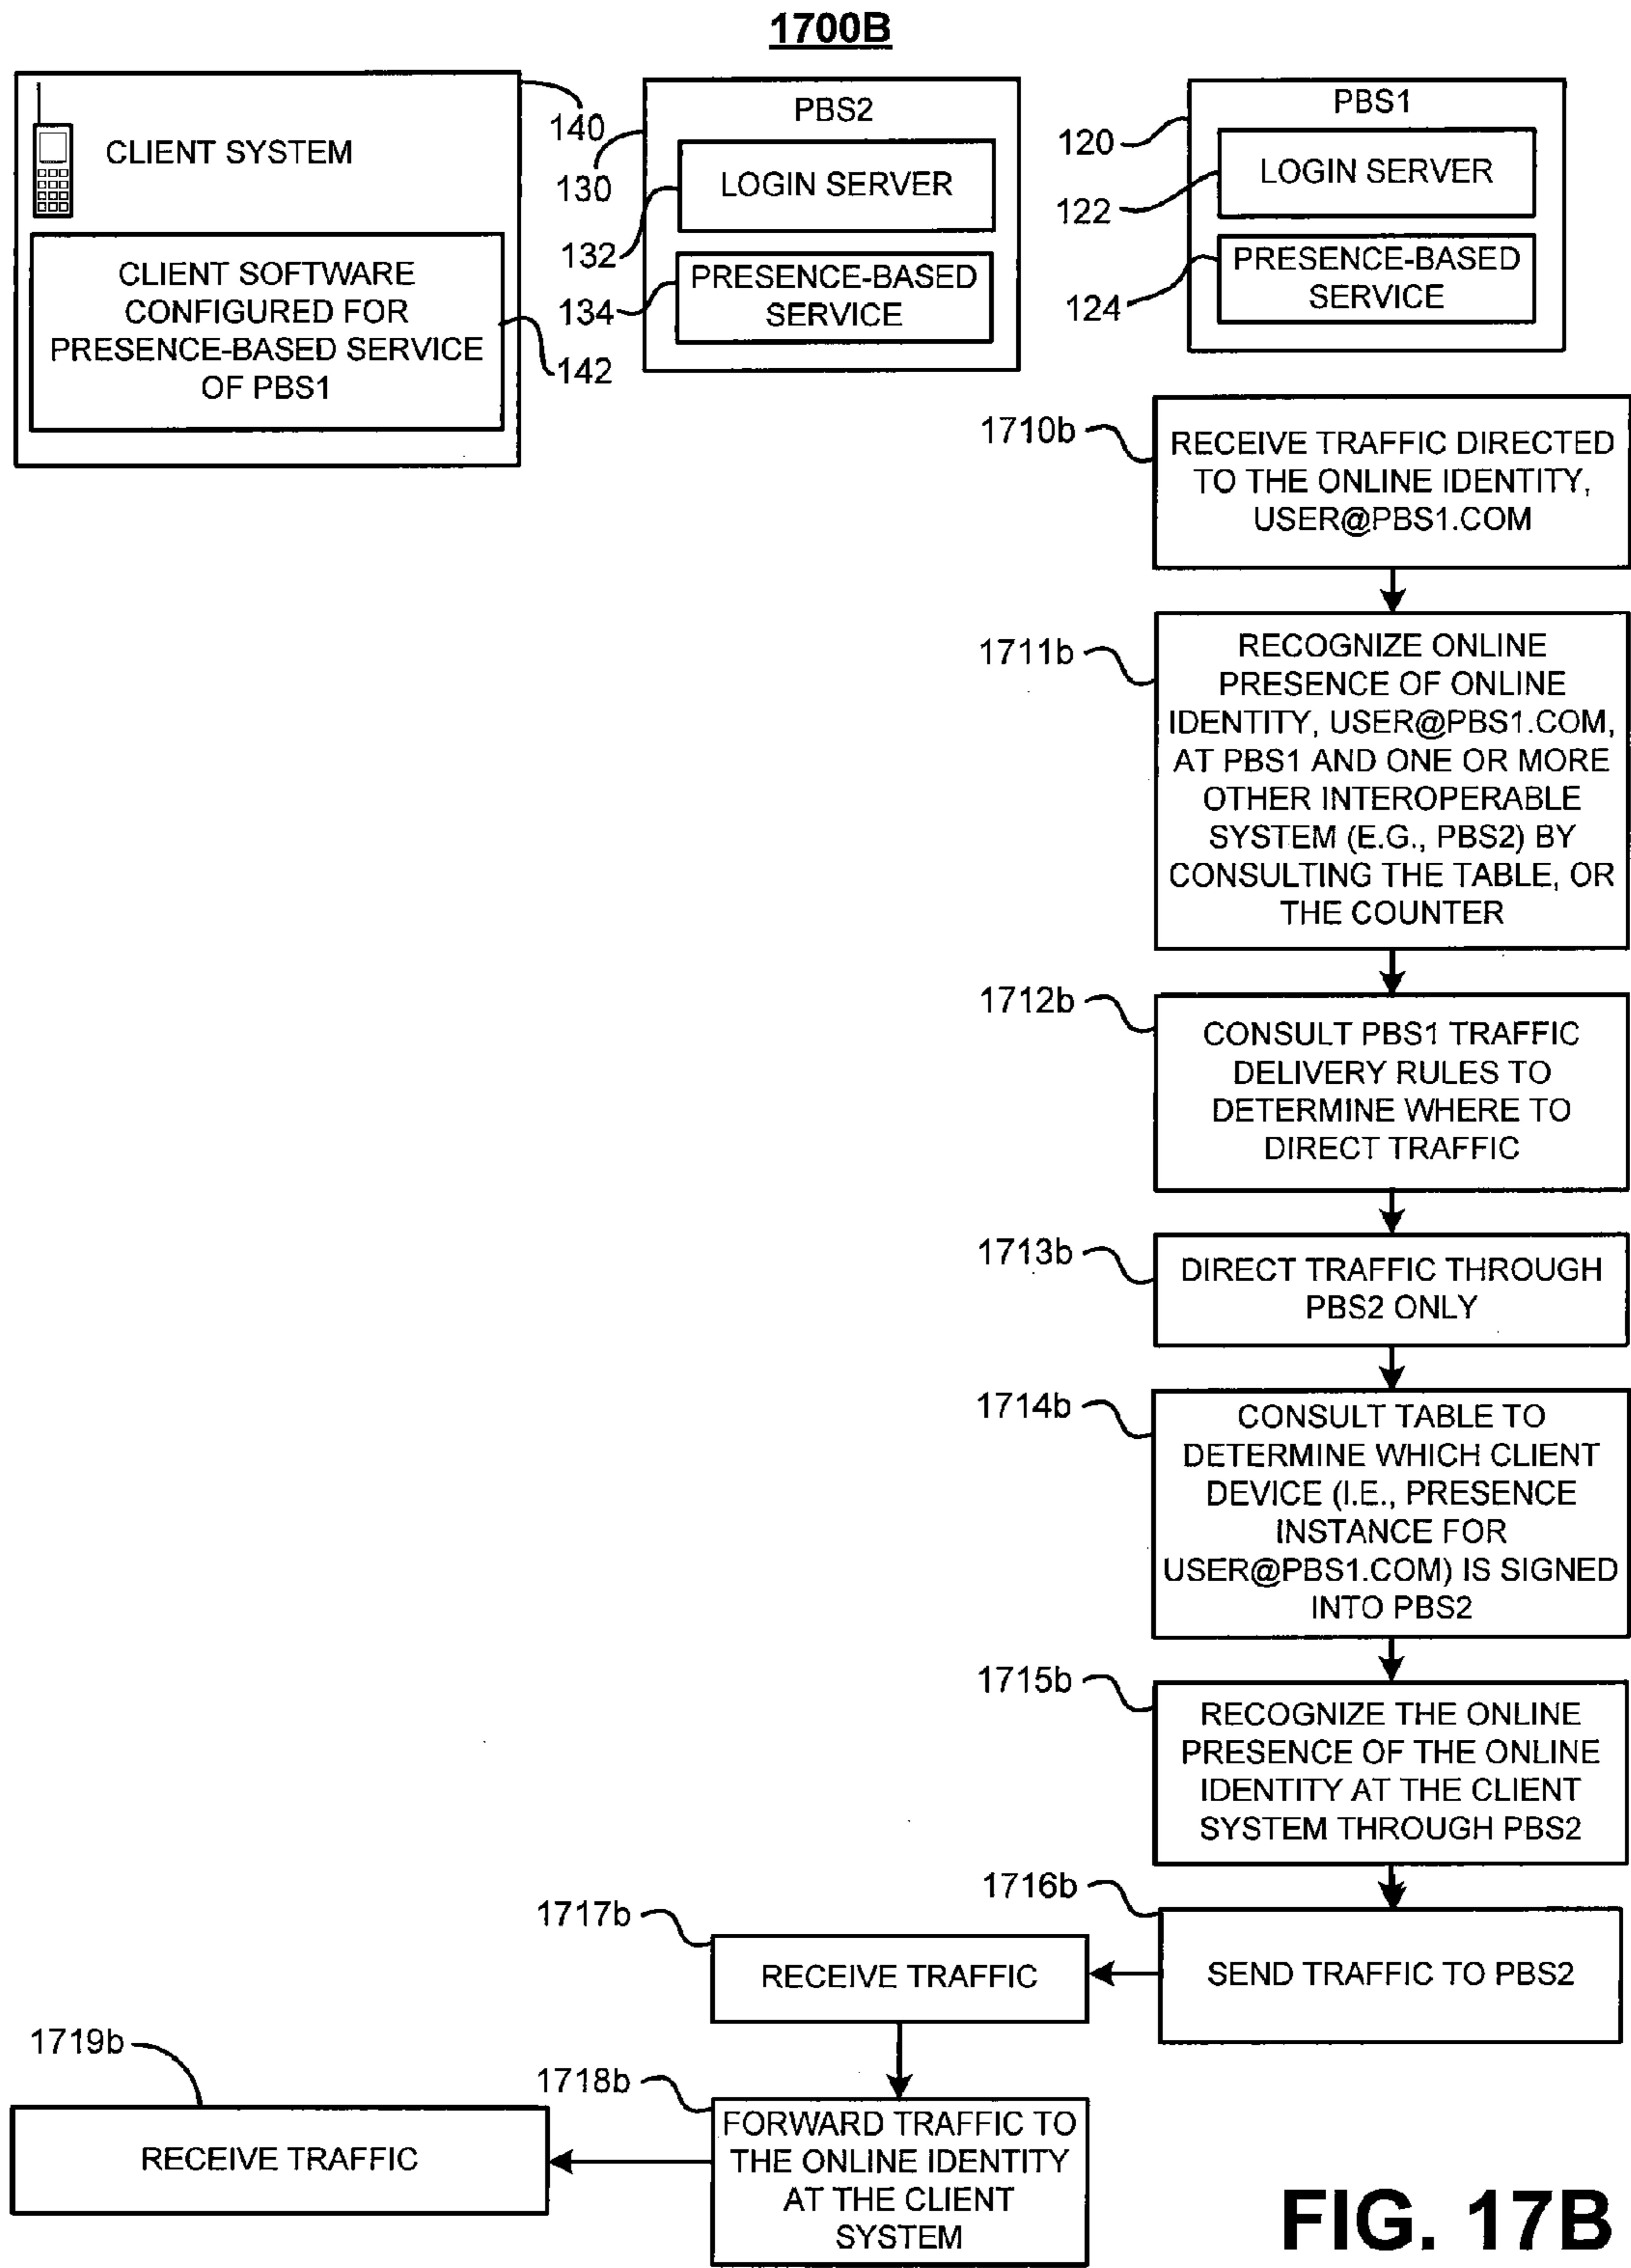 1700B
CLIENT SYSTEM
140
CLIENT SOFTWARE
CONFIGURED FOR
PRESENCE-BASED SERVICE
OF PBS1
142
PBS2
130
LOGIN SERVER
132
PRESENCE-BASED
SERVICE
134
PBS1
120
LOGIN SERVER
122
PRESENCE-BASED
SERVICE
124
1710b
RECEIVE TRAFFIC DIRECTED
TO THE ONLINE IDENTITY,
USER@PBS1.COM
1711b
RECOGNIZE ONLINE
PRESENCE OF ONLINE
IDENTITY, USER@PBS1.COM,
AT PBS1 AND ONE OR MORE
OTHER INTEROPERABLE
SYSTEM (E.G., PBS2) BY
CONSULTING THE TABLE, OR
THE COUNTER
1712b
CONSULT PBS1 TRAFFIC
DELIVERY RULES TO
DETERMINE WHERE TO
DIRECT TRAFFIC
1713b
DIRECT TRAFFIC THROUGH
PBS2 ONLY
1714b
CONSULT TABLE TO
DETERMINE WHICH CLIENT
DEVICE (I.E., PRESENCE
INSTANCE FOR
USER@PBS1.COM) IS SIGNED
INTO PBS2
1715b
RECOGNIZE THE ONLINE
PRESENCE OF THE ONLINE
IDENTITY AT THE CLIENT
SYSTEM THROUGH PBS2
1716b
SEND TRAFFIC TO PBS2
1717b
RECEIVE TRAFFIC
1718b
FORWARD TRAFFIC TO
THE ONLINE IDENTITY
AT THE CLIENT
SYSTEM
1719b
RECEIVE TRAFFIC
FIG. 17B